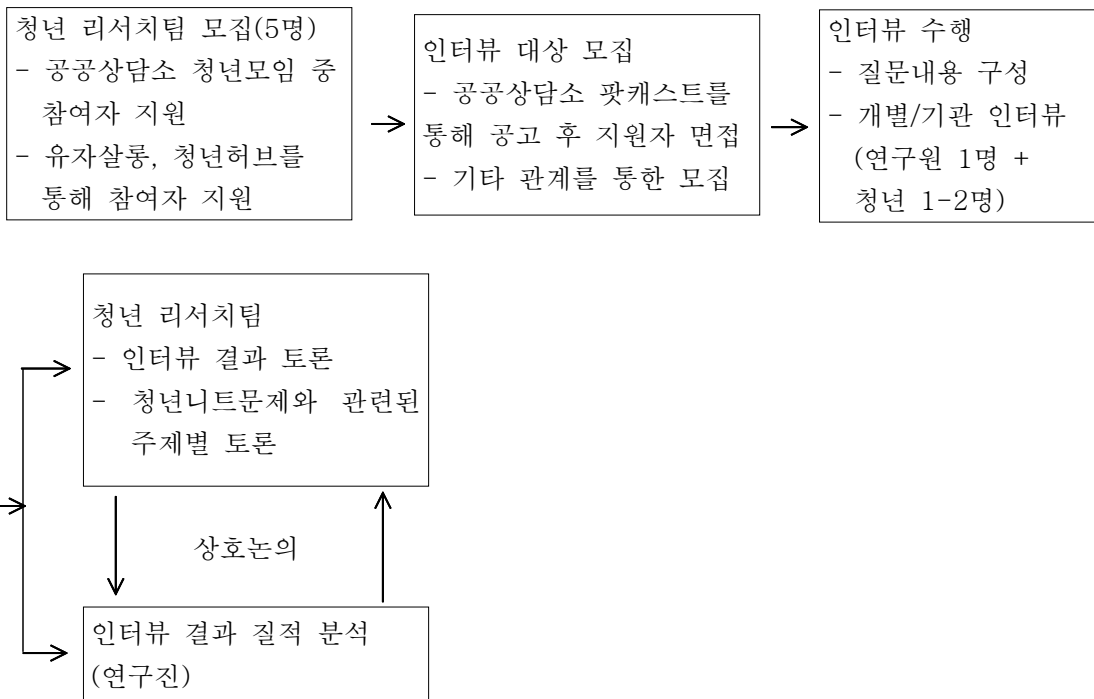 청년 리서치팀 모집(5명)
- 공공상담소 청년모임 중
참여자 지원
- 유자살롱, 청년허브를
통해 참여자 지원
인터뷰 대상 모집
- 공공상담소 팟캐스트를
통해 공고 후 지원자 면접
- 기타 관계를 통한 모집
인터뷰 수행
- 질문내용 구성
- 개별/기관 인터뷰
(연구원 1명 +
청년 1-2명)
청년 리서치팀
- 인터뷰 결과 토론
- 청년니트문제와 관련된
주제별 토론
상호논의
인터뷰 결과 질적 분석
(연구진)